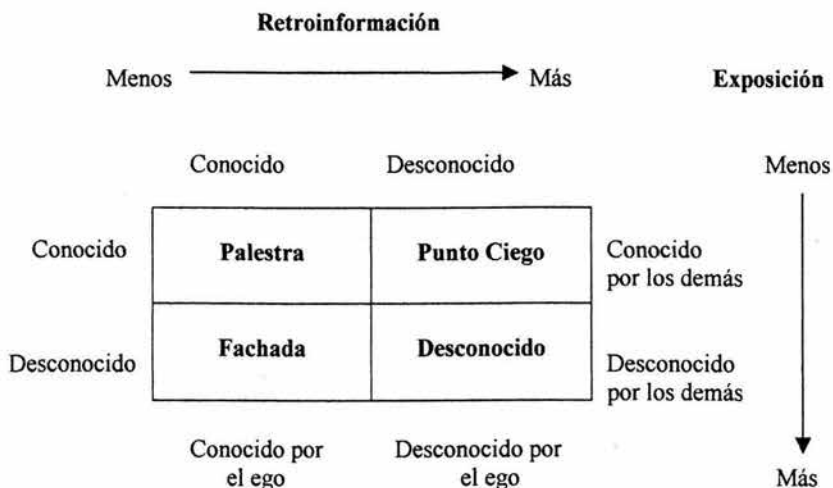 Retroinformación
Menos Más Exposición
Conocido Desconocido Menos
Conocido Palestra Punto Ciego Conocido
por los demás
Desconocido Fachada Desconocido Desconocido
por los demás
Conocido por Desconocido por
el ego el ego Más